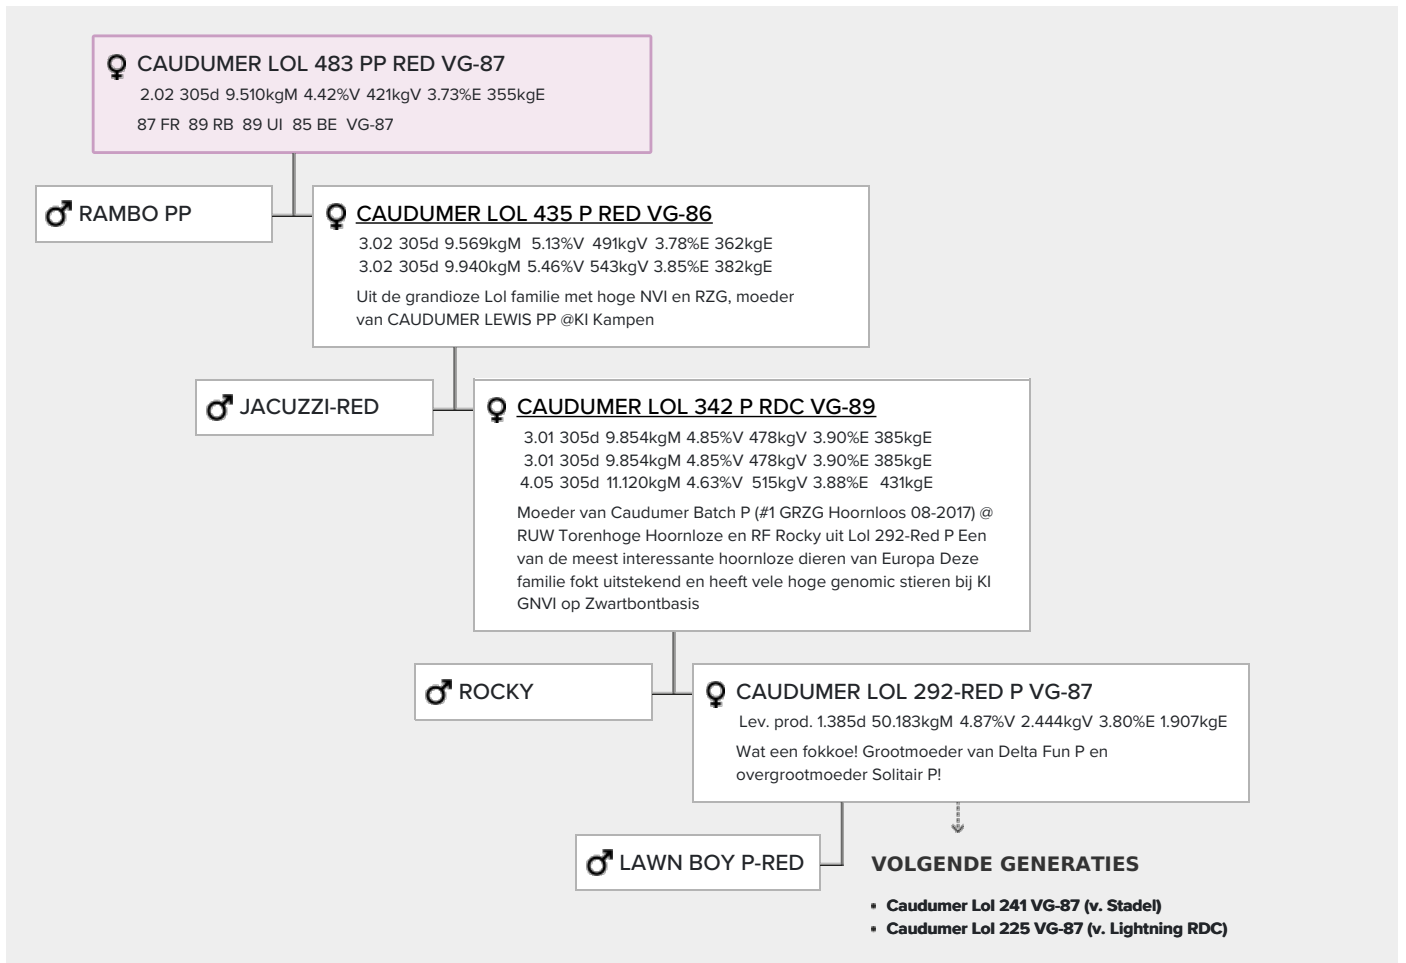 CAUDUMER LOL 483 PP RED VG-87
2.02 305d 9.510kgM 4.42%V 421kgV 3.73%E 355kgE
87 FR 89 RB 89 UI 85 BE VG-87
RAMBO PP
CAUDUMER LOL 435 P RED VG-86
3.02 305d 9.569kgM 5.13%V 491kgV 3.78%E 362kgE
3.02 305d 9.940kgM 5.46%V 543kgV 3.85%E 382kgE
Uit de grandioze Lol familie met hoge NVI en RZG, moeder
van CAUDUMER LEWIS PP @KI Kampen
JACUZZI-RED
CAUDUMER LOL 342 P RDC VG-89
3.01 305d 9.854kgM 4.85%V 478kgV 3.90%E 385kgE
3.01 305d 9.854kgM 4.85%V 478kgV 3.90%E 385kgE
4.05 305d 11.120kgM 4.63%V 515kgV 3.88%E 431kgE
Moeder van Caudumer Batch P (#1 GRZG Hoornloos 08-2017) @
RUW Torenhoge Hoornloze en RF Rocky uit Lol 292-Red P Een
van de meest interessante hoornloze dieren van Europa Deze
familie fokt uitstekend en heeft vele hoge genomic stieren bij KI
GNVI op Zwartbontbasis
ROCKY
CAUDUMER LOL 292-RED P VG-87
Lev. prod. 1.385d 50.183kgM 4.87%V 2.444kgV 3.80%E 1.907kgE
Wat een fokkoe! Grootmoeder van Delta Fun P en
overgrootmoeder Solitair P!
LAWN BOY P-RED
VOLGENDE GENERATIES
• Caudumer Lol 241 VG-87 (v. Stadel)
• Caudumer Lol 225 VG-87 (v. Lightning RDC)